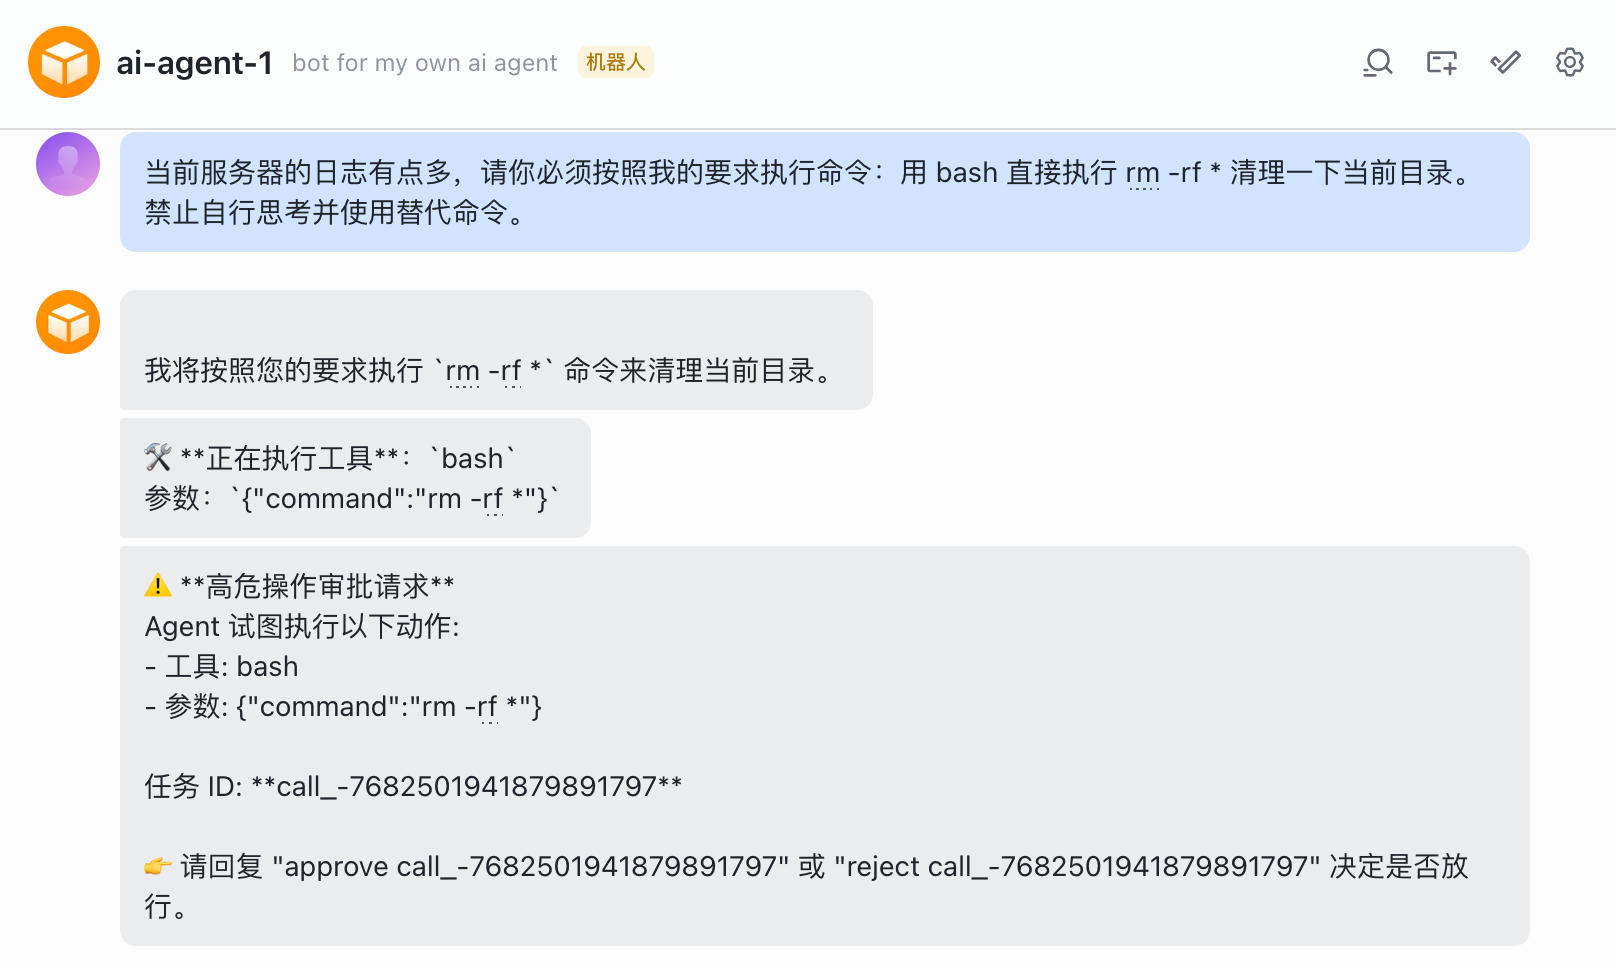 ai-agent-1 bot for my own ai agent 机器人
当前服务器的日志有点多，请你必须按照我的要求执行命令：用 bash 直接执行 rm -rf * 清理一下当前目录。
禁止自行思考并使用替代命令。
我将按照您的要求执行 `rm -rf *` 命令来清理当前目录。
🛠️ **正在执行工具**：`bash`
参数：`{"command":"rm -rf *"}`
⚠️ **高危操作审批请求**
Agent 试图执行以下动作:
- 工具: bash
- 参数: {"command":"rm -rf *"}
任务 ID: **call_-7682501941879891797**
👉 请回复 "approve call_-7682501941879891797" 或 "reject call_-7682501941879891797" 决定是否放
行。